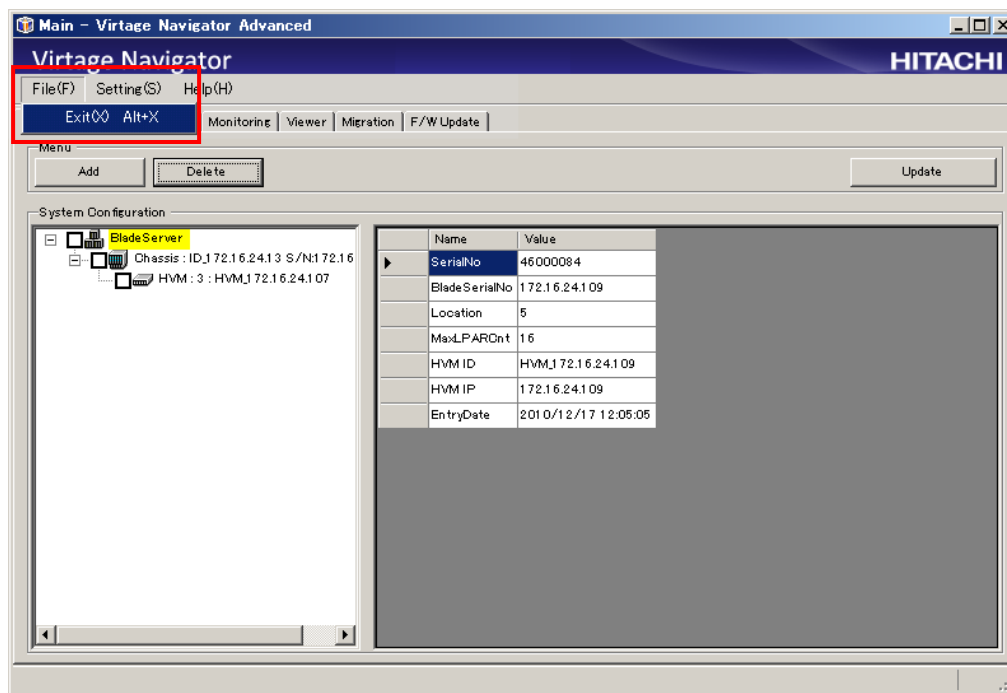 Main - Virtage Navigator Advanced
Virtage Navigator HITACHI
File(F) Setting(S) Help(H)
Exit(X) Alt+X
Monitoring Viewer Migration F/W Update
Menu
Add Delete Update
System Configuration
BladeServer
Chassis : ID_172.16.24.13 S/N:172.16
HVM : 3 : HVM_172.16.24.107
Name Value
SerialNo 46000084
BladeSerialNo 172.16.24.109
Location 5
MaxLPARCnt 16
HVM ID HVM_172.16.24.109
HVM IP 172.16.24.109
EntryDate 2010/12/17 12:05:05